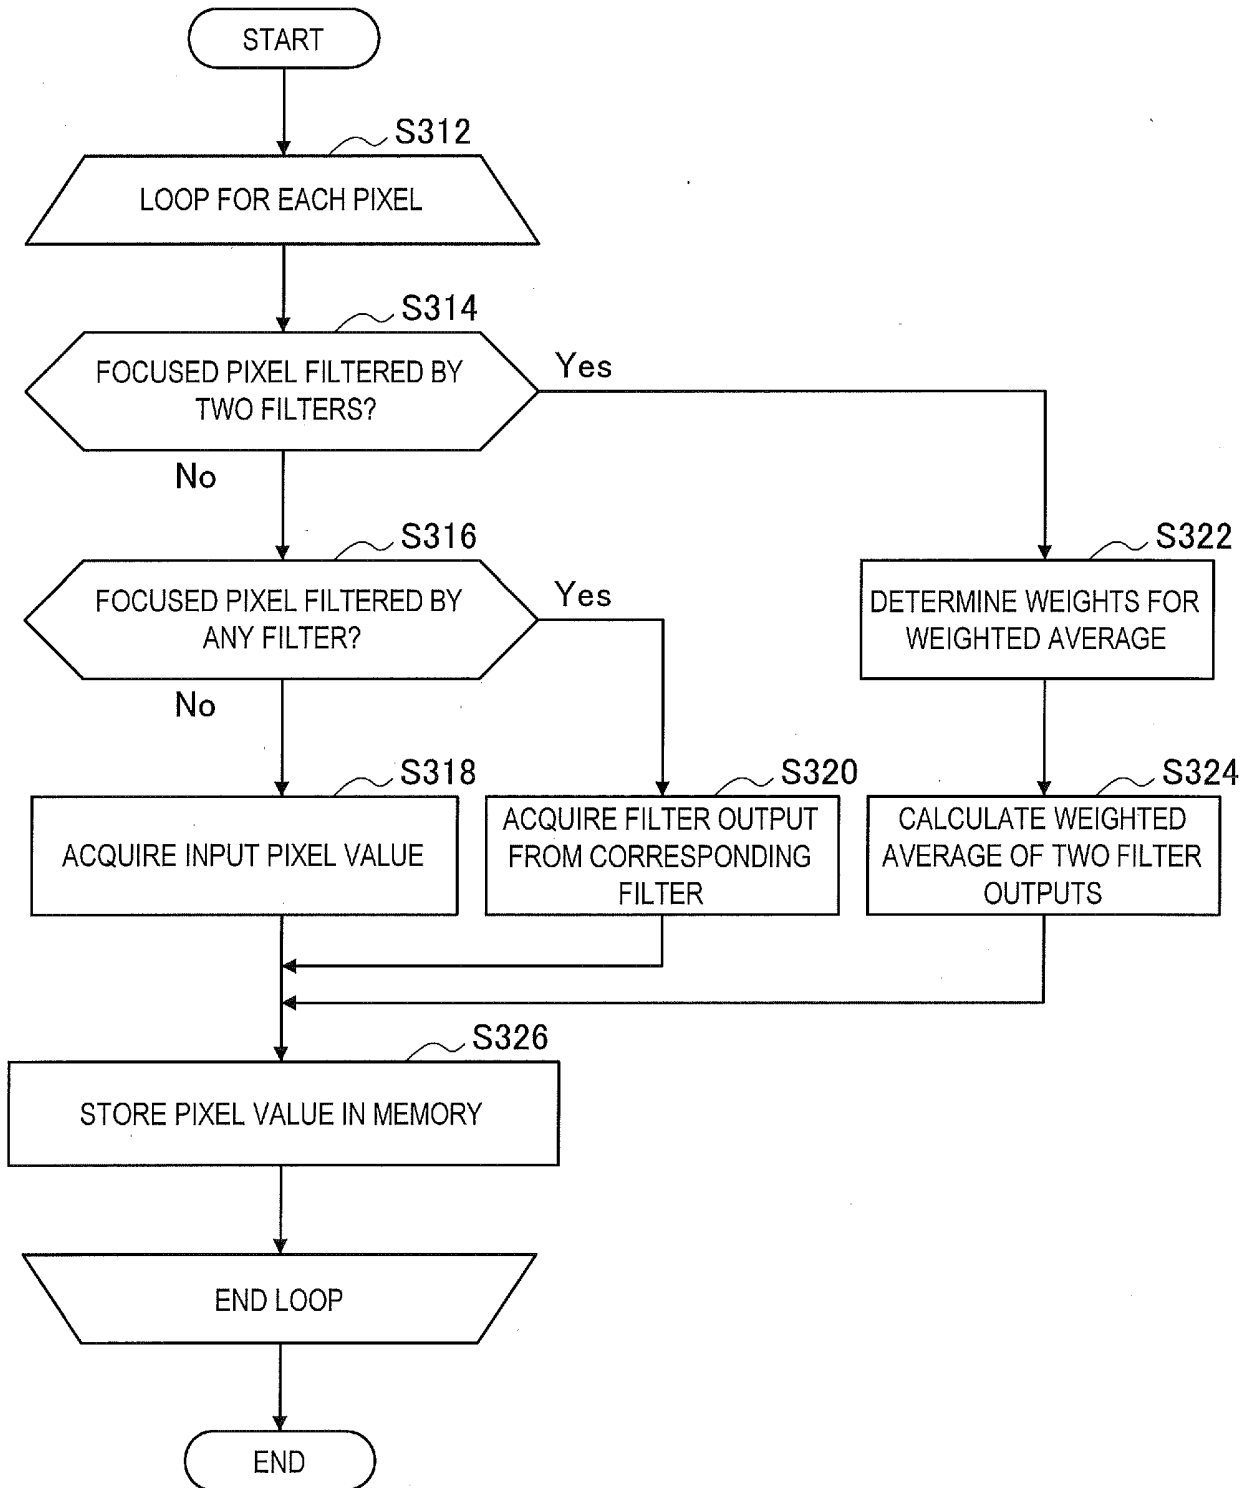 START
S312
LOOP FOR EACH PIXEL
S314
FOCUSED PIXEL FILTERED BY
TWO FILTERS?
Yes
No
S316
FOCUSED PIXEL FILTERED BY
ANY FILTER?
Yes
No
S322
DETERMINE WEIGHTS FOR
WEIGHTED AVERAGE
S318
ACQUIRE INPUT PIXEL VALUE
S320
ACQUIRE FILTER OUTPUT
FROM CORRESPONDING
FILTER
S324
CALCULATE WEIGHTED
AVERAGE OF TWO FILTER
OUTPUTS
S326
STORE PIXEL VALUE IN MEMORY
END LOOP
END